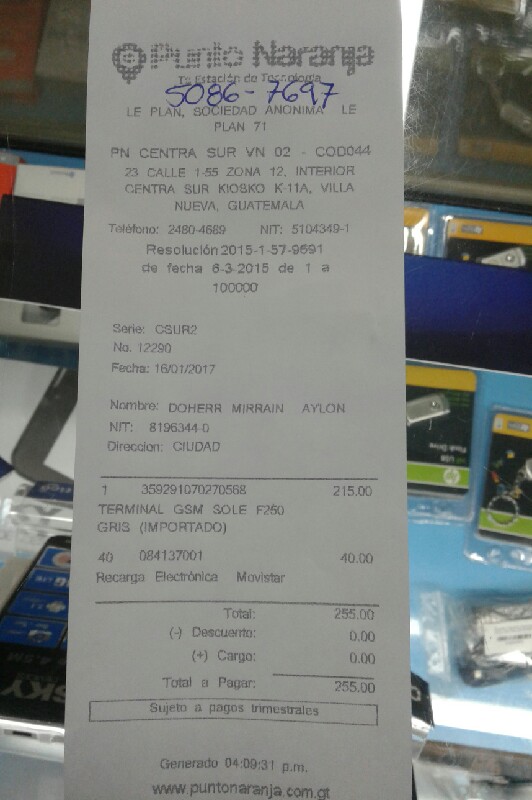 Punto Naranja
Tu Estación de Tecnología
5086-7697
LE PLAN, SOCIEDAD ANONIMA LE
PLAN 71
PN CENTRA SUR VN 02 - COD044
23 CALLE 1-55 ZONA 12, INTERIOR
CENTRA SUR KIOSKO K-11A, VILLA
NUEVA, GUATEMALA
Teléfono: 2480-4689 NIT: 5104349-1
Resolución 2015-1-57-9691
de fecha 6-3-2015 de 1 a
100000
Serie: CSUR2
No. 12290
Fecha: 16/01/2017
Nombre: DOHERR MIRRAIN AYLON
NIT: 8196344-0
Direccion: CIUDAD
1 359291070270568 215.00
TERMINAL GSM SOLE F250
GRIS (IMPORTADO)
40 084137001 40.00
Recarga Electrónica Movistar
Total: 255.00
(-) Descuento: 0.00
(+) Cargo: 0.00
Total a Pagar: 255.00
Sujeto a pagos trimestrales
Generado 04:09:31 p.m.
www.puntonaranja.com.gt
SKY